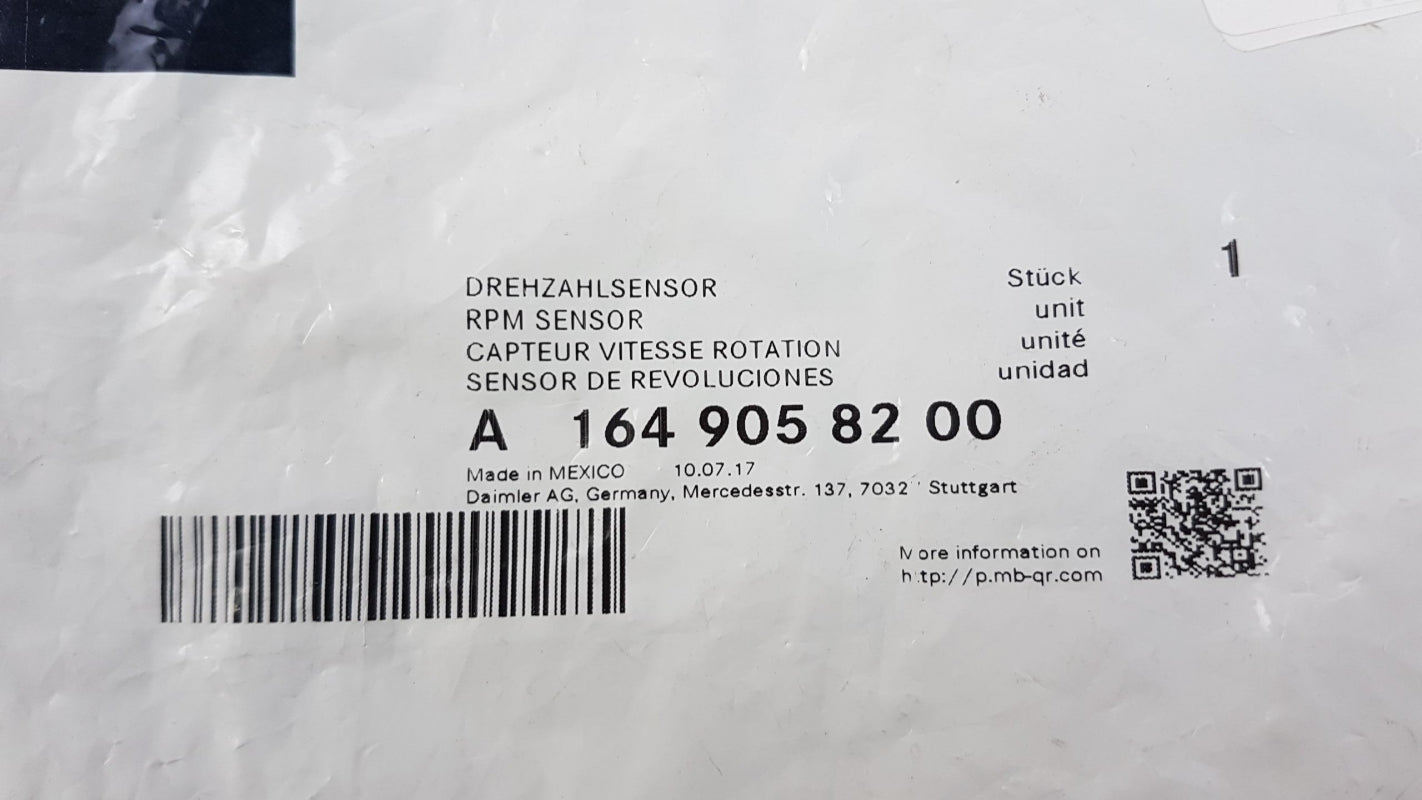 DREHZAHLSENSOR
RPM SENSOR
CAPTEUR VITESSE ROTATION
SENSOR DE REVOLUCIONES
Stück 1
unit
unité
unidad
A 164 905 82 00
Made in MEXICO 10.07.17
Daimler AG, Germany, Mercedesstr. 137, Stuttgart
More information on
http://p.mb-qr.com